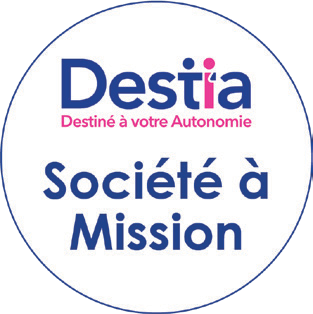 Destia
Destiné à votre Autonomie
Société à
Mission